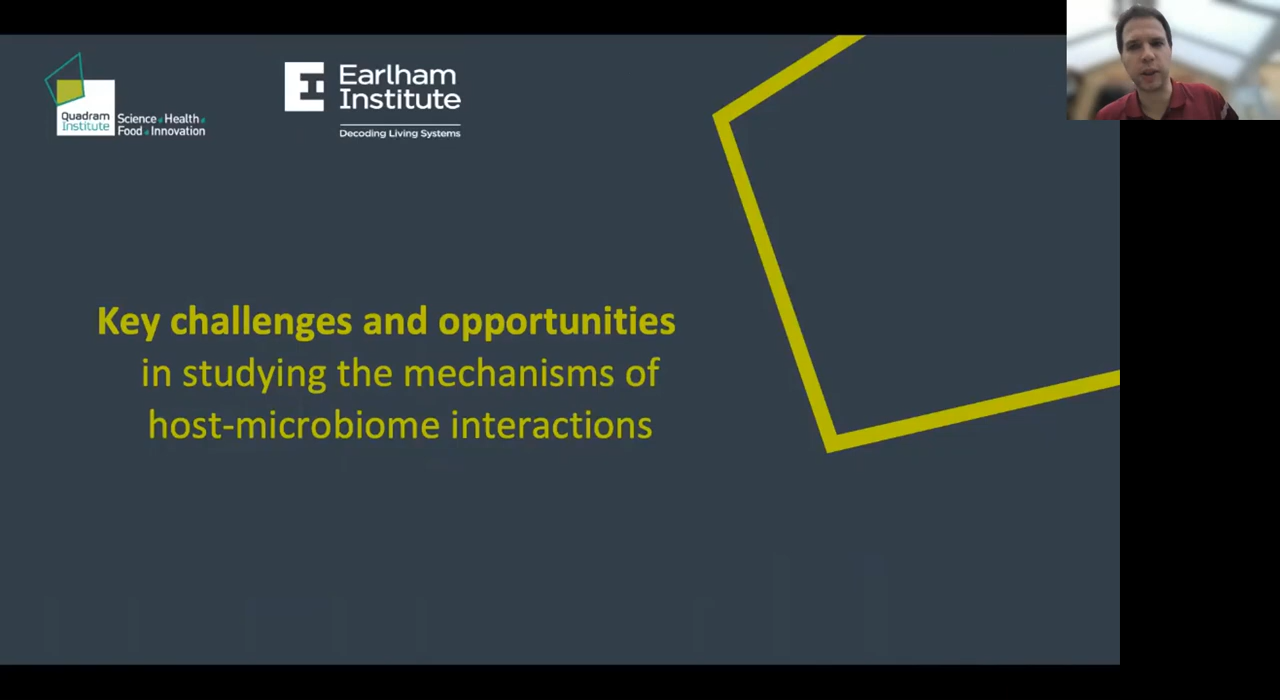 Quadram
Institute
Science Health
Food Innovation
Earlham
Institute
Decoding Living Systems
Key challenges and opportunities
in studying the mechanisms of
host-microbiome interactions